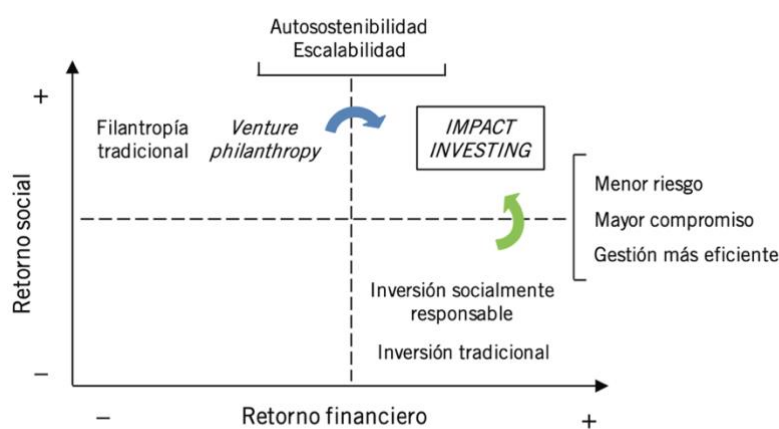 Autosostenibilidad
Escalabilidad
+
Filantropía
tradicional
Venture
philanthropy
IMPACT
INVESTING
Menor riesgo
Mayor compromiso
Gestión más eficiente
Retorno social
Inversión socialmente
responsable
Inversión tradicional
–
–
Retorno financiero
+